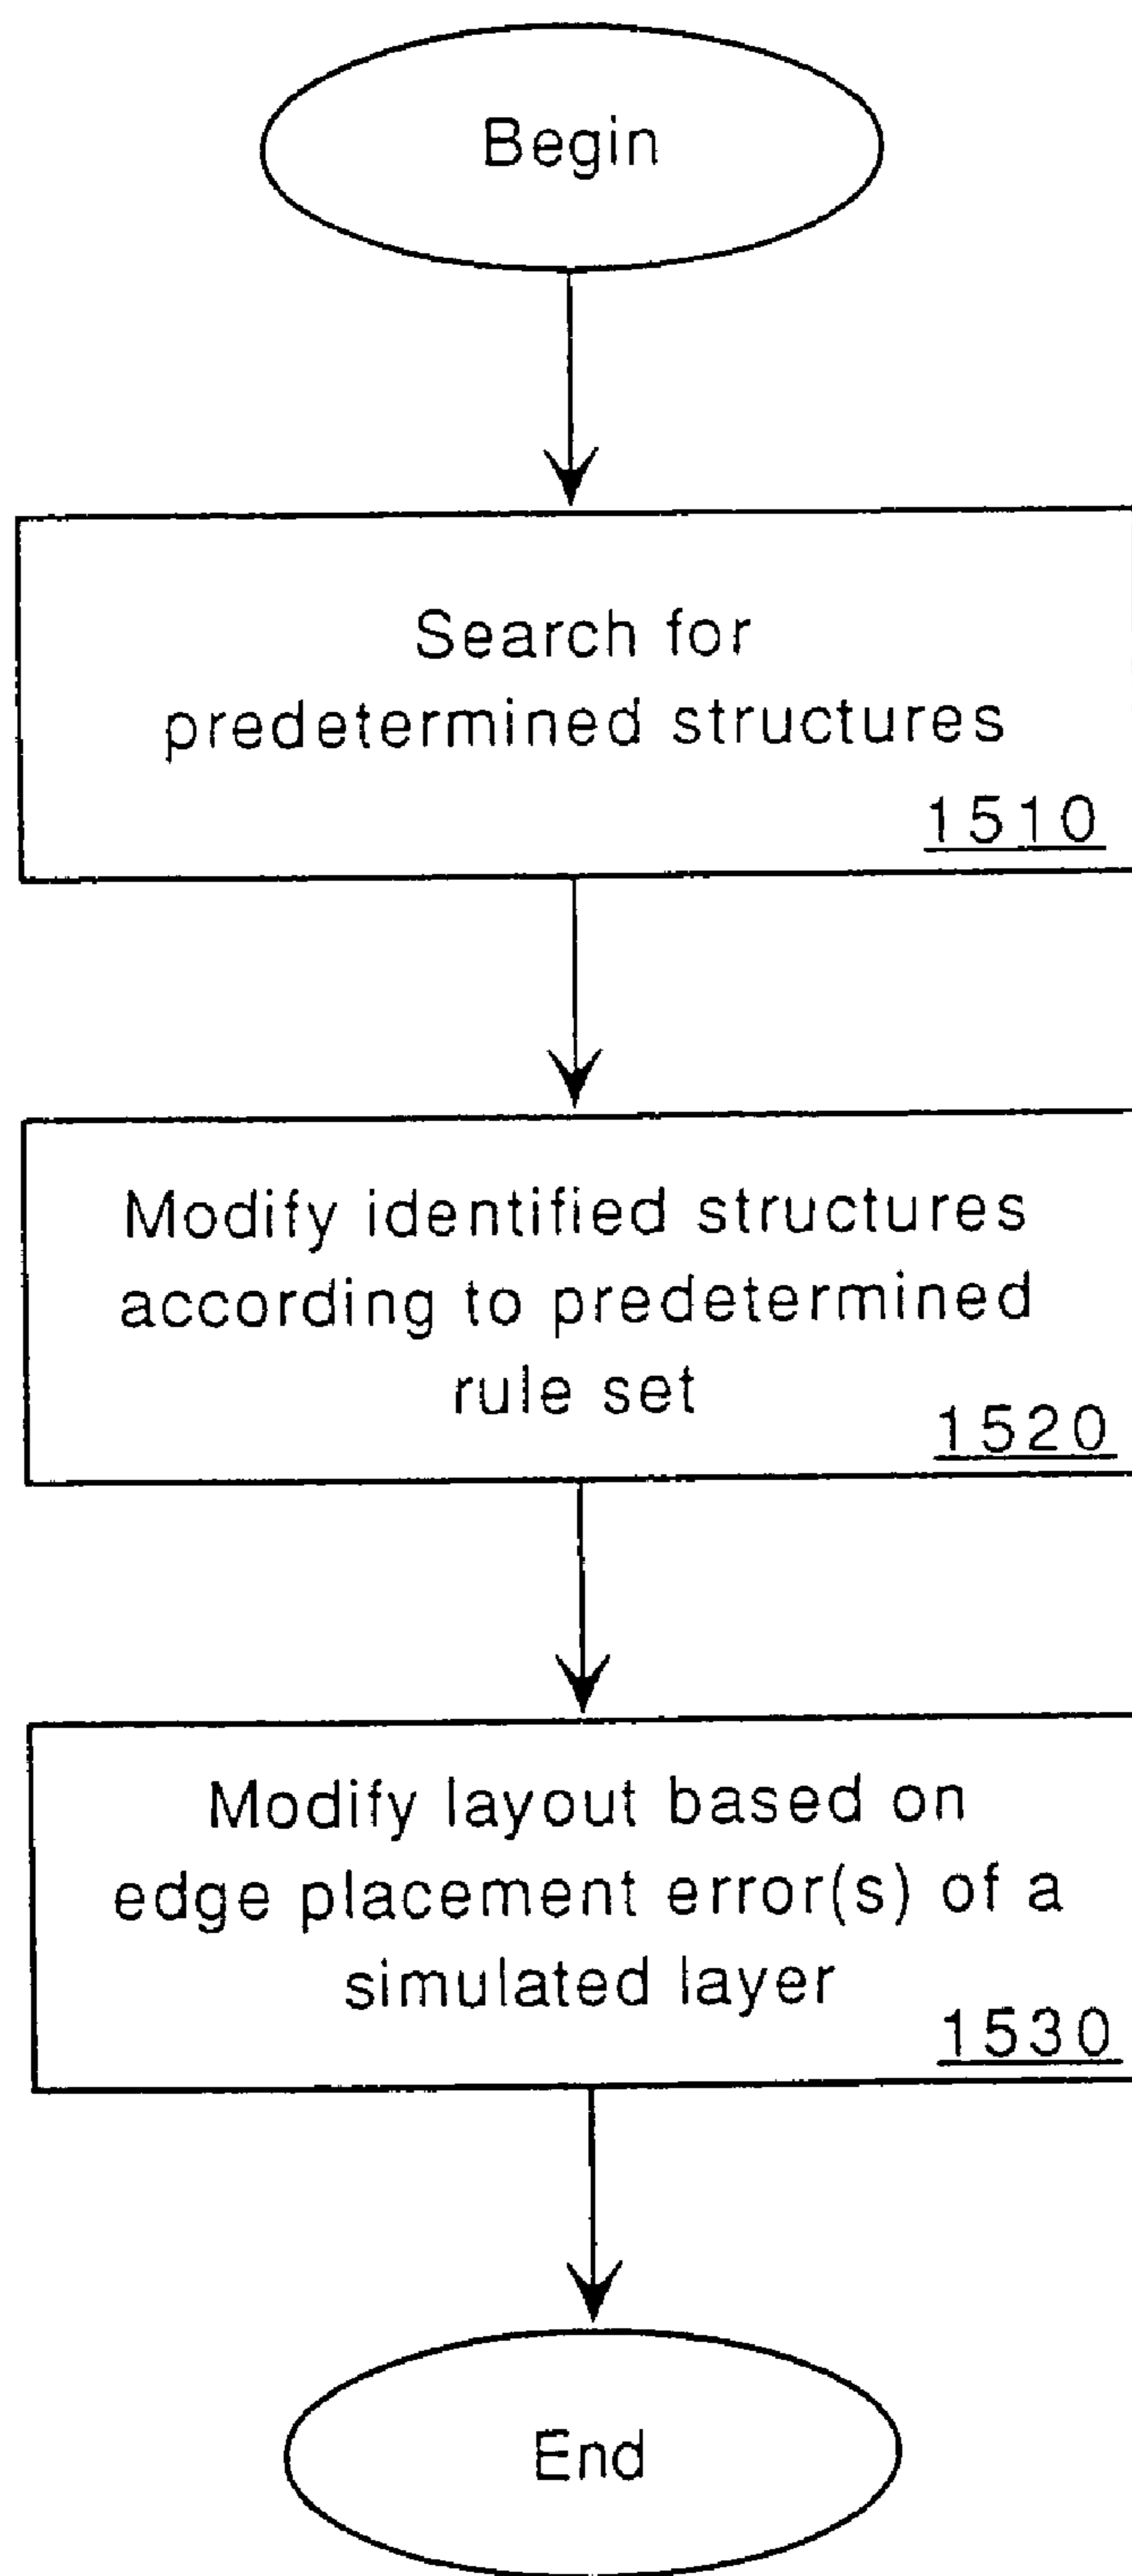 Begin
Search for
predetermined structures
1510
Modify identified structures
according to predetermined
rule set
1520
Modify layout based on
edge placement error(s) of a
simulated layer
1530
End